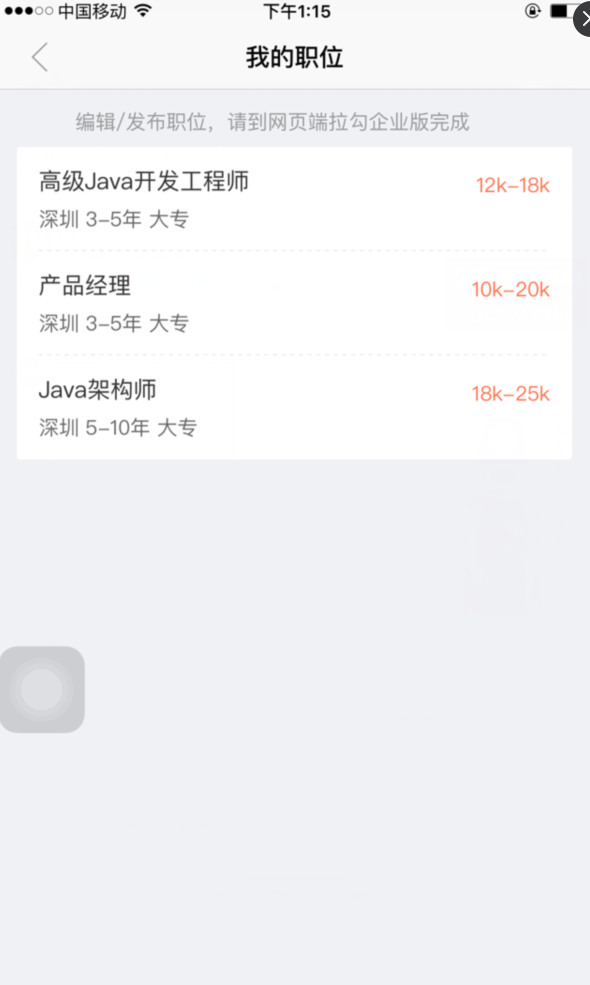 中国移动 下午1:15
我的职位
编辑/发布职位，请到网页端拉勾企业版完成
高级Java开发工程师 12k-18k
深圳 3-5年 大专
产品经理 10k-20k
深圳 3-5年 大专
Java架构师 18k-25k
深圳 5-10年 大专